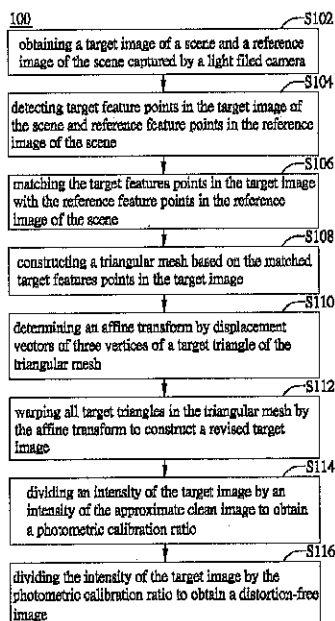 100
S102
obtaining a target image of a scene and a reference
image of the scene captured by a light filed camera
S104
detecting target feature points in the target image of
the scene and reference feature points in the reference
image of the scene
S106
matching the target features points in the target image
with the reference feature points in the reference
image of the scene
S108
constructing a triangular mesh based on the matched
target features points in the target image
S110
determining an affine transform by displacement
vectors of three vertices of a target triangle of the
triangular mesh
S112
warping all target triangles in the triangular mesh by
the affine transform to construct a revised target
image
S114
dividing an intensity of the target image by an
intensity of the approximate clean image to obtain
a photometric calibration ratio
S116
dividing the intensity of the target image by the
photometric calibration ratio to obtain a distortion-free
image